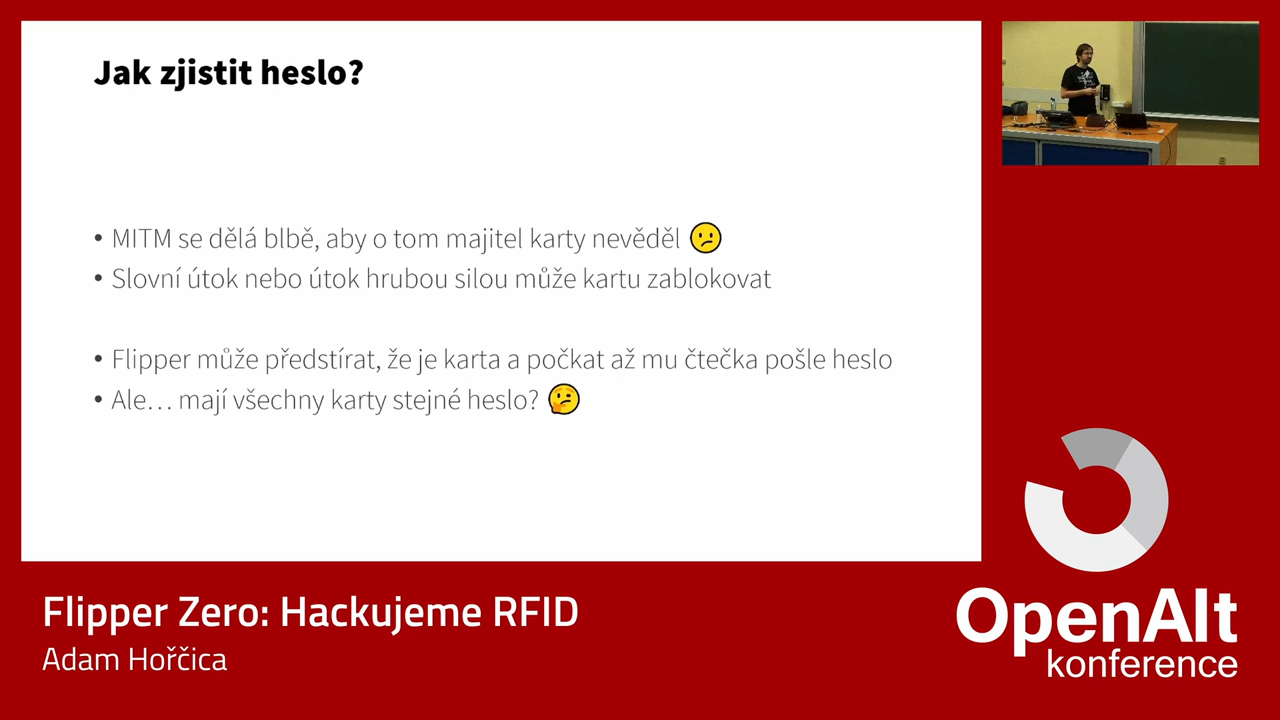 Jak zjistit heslo?
• MITM se dělá blbě, aby o tom majitel karty nevěděl 😕
• Slovní útok nebo útok hrubou silou může kartu zablokovat
• Flipper může předstírat, že je karta a počkat až mu čtečka pošle heslo
• Ale… mají všechny karty stejné heslo? 🤔
Flipper Zero: Hackujeme RFID
Adam Hořčica
OpenAlt
konference